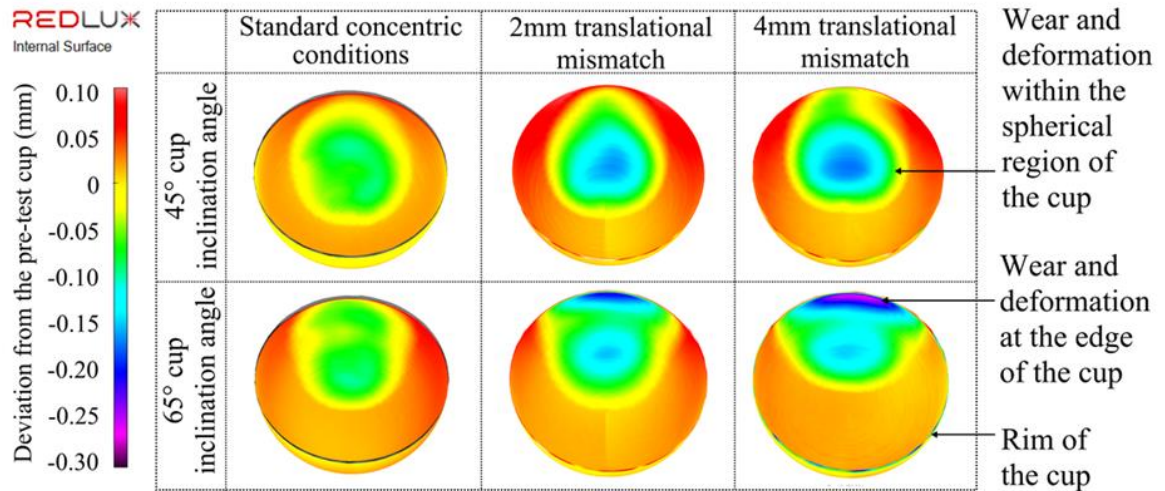 REDLUX
Internal Surface
Deviation from the pre-test cup (mm)
0.10
0.05
0
-0.05
-0.10
-0.15
-0.20
-0.25
-0.30
Standard concentric
conditions
2mm translational
mismatch
4mm translational
mismatch
45° cup
inclination angle
65° cup
inclination angle
Wear and
deformation
within the
spherical
region of
the cup
Wear and
deformation
at the edge
of the cup
Rim of
the cup